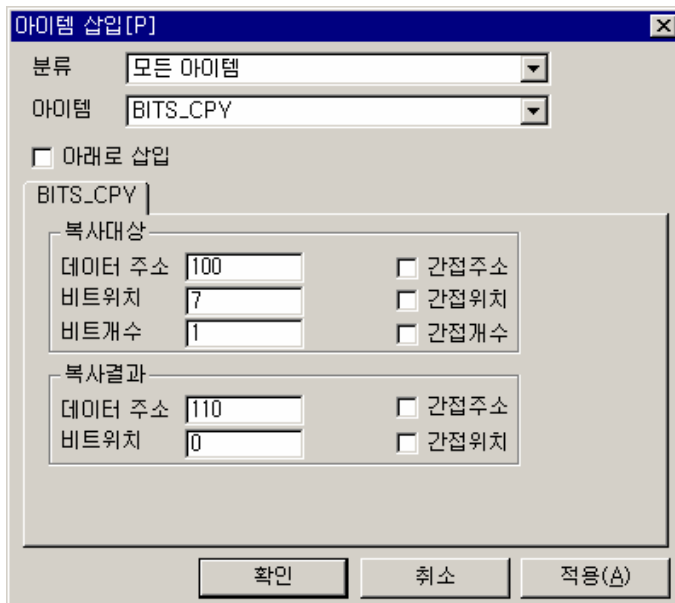 아이템 삽입[P]
분류 모든 아이템
아이템 BITS_CPY
아래로 삽입
BITS_CPY
복사대상
데이터 주소 100 간접주소
비트위치 7 간접위치
비트개수 1 간접개수
복사결과
데이터 주소 110 간접주소
비트위치 0 간접위치
확인 취소 적용(A)